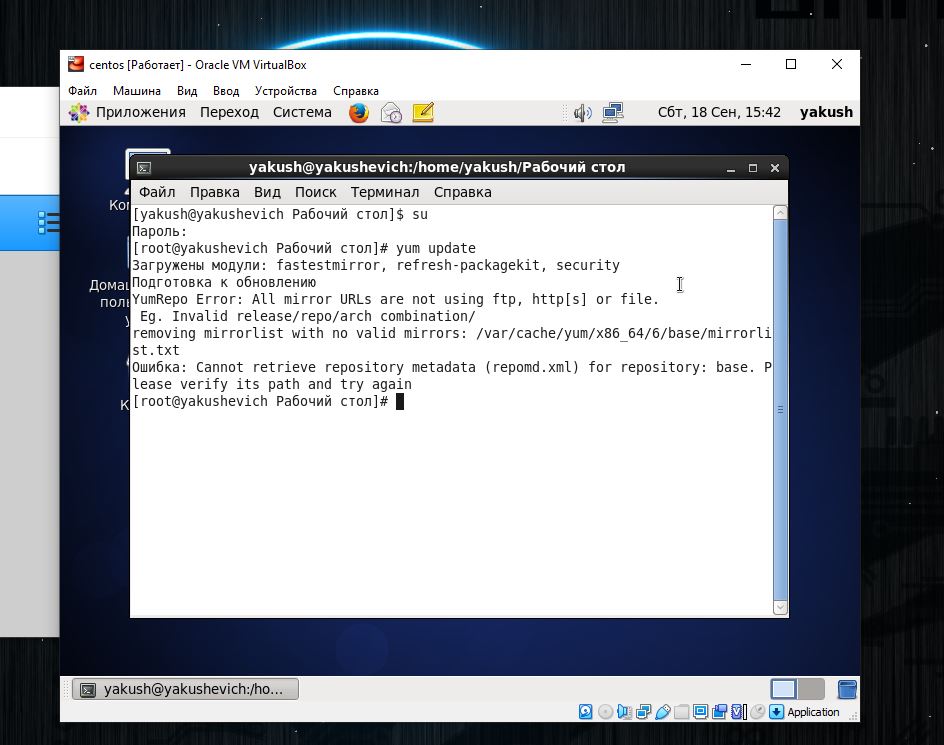 centos [Работает] - Oracle VM VirtualBox
Файл Машина Вид Ввод Устройства Справка
Приложения Переход Система Сбт, 18 Сен, 15:42 yakush
yakush@yakushevich:/home/yakush/Рабочий стол
Файл Правка Вид Поиск Терминал Справка
[yakush@yakushevich Рабочий стол]$ su
Пароль:
[root@yakushevich Рабочий стол]# yum update
Загружены модули: fastestmirror, refresh-packagekit, security
Подготовка к обновлению
YumRepo Error: All mirror URLs are not using ftp, http[s] or file.
Eg. Invalid release/repo/arch combination/
removing mirrorlist with no valid mirrors: /var/cache/yum/x86_64/6/base/mirrorli
st.txt
Ошибка: Cannot retrieve repository metadata (repomd.xml) for repository: base. P
lease verify its path and try again
[root@yakushevich Рабочий стол]#
yakush@yakushevich:/ho...
Application